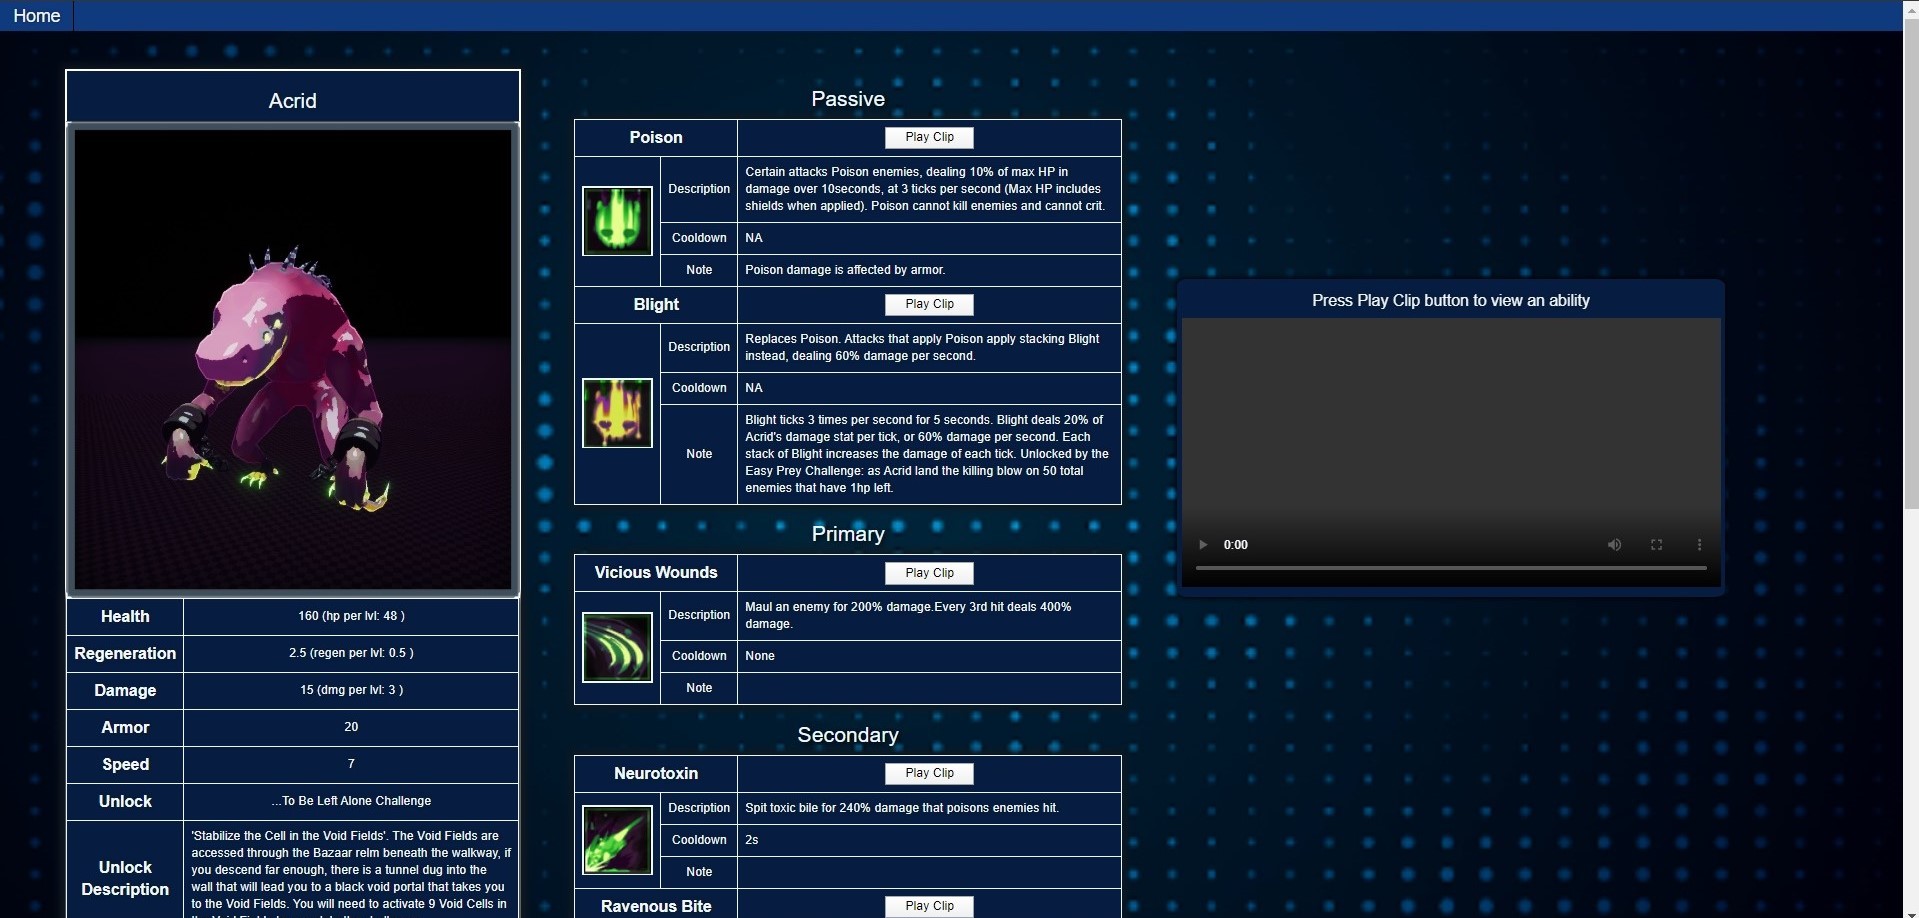 Home
Acrid
Health
160 (hp per lvl: 48 )
Regeneration
2.5 (regen per lvl: 0.5 )
Damage
15 (dmg per lvl: 3 )
Armor
20
Speed
7
Unlock
...To Be Left Alone Challenge
Unlock
Description
'Stabilize the Cell in the Void Fields'. The Void Fields are
accessed through the Bazaar relm beneath the walkway, if
you descend far enough, there is a tunnel dug into the
wall that will lead you to a black void portal that takes you
to the Void Fields. You will need to activate 9 Void Cells in
Passive
Poison
Play Clip
Description
Certain attacks Poison enemies, dealing 10% of max HP in
damage over 10seconds, at 3 ticks per second (Max HP includes
shields when applied). Poison cannot kill enemies and cannot crit.
Cooldown
NA
Note
Poison damage is affected by armor.
Blight
Play Clip
Description
Replaces Poison. Attacks that apply Poison apply stacking Blight
instead, dealing 60% damage per second.
Cooldown
NA
Note
Blight ticks 3 times per second for 5 seconds. Blight deals 20% of
Acrid's damage stat per tick, or 60% damage per second. Each
stack of Blight increases the damage of each tick. Unlocked by the
Easy Prey Challenge: as Acrid land the killing blow on 50 total
enemies that have 1hp left.
Primary
Vicious Wounds
Play Clip
Description
Maul an enemy for 200% damage.Every 3rd hit deals 400%
damage.
Cooldown
None
Note
Secondary
Neurotoxin
Play Clip
Description
Spit toxic bile for 240% damage that poisons enemies hit.
Cooldown
2s
Note
Ravenous Bite
Play Clip
Press Play Clip button to view an ability
0:00